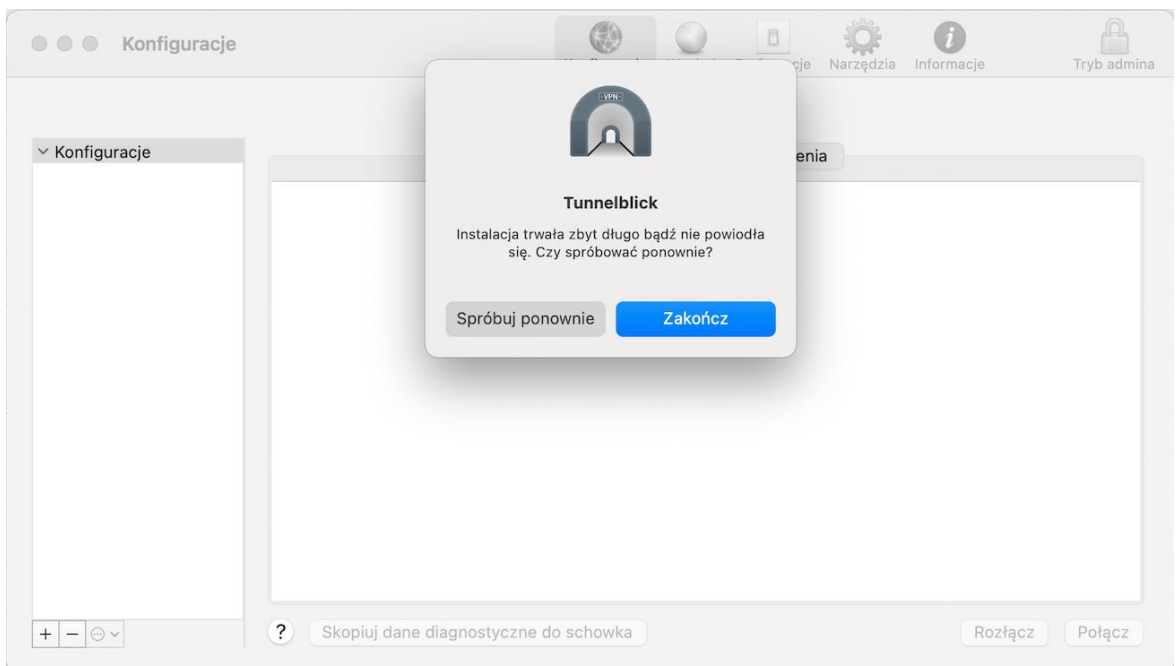 Konfiguracje
Narzędzia
Informacje
Tryb admina
Konfiguracje
-VPN-
Tunnelblick
Instalacja trwała zbyt długo bądź nie powiodła
się. Czy spróbować ponownie?
Spróbuj ponownie
Zakończ
?
Skopiuj dane diagnostyczne do schowka
Rozłącz
Połącz